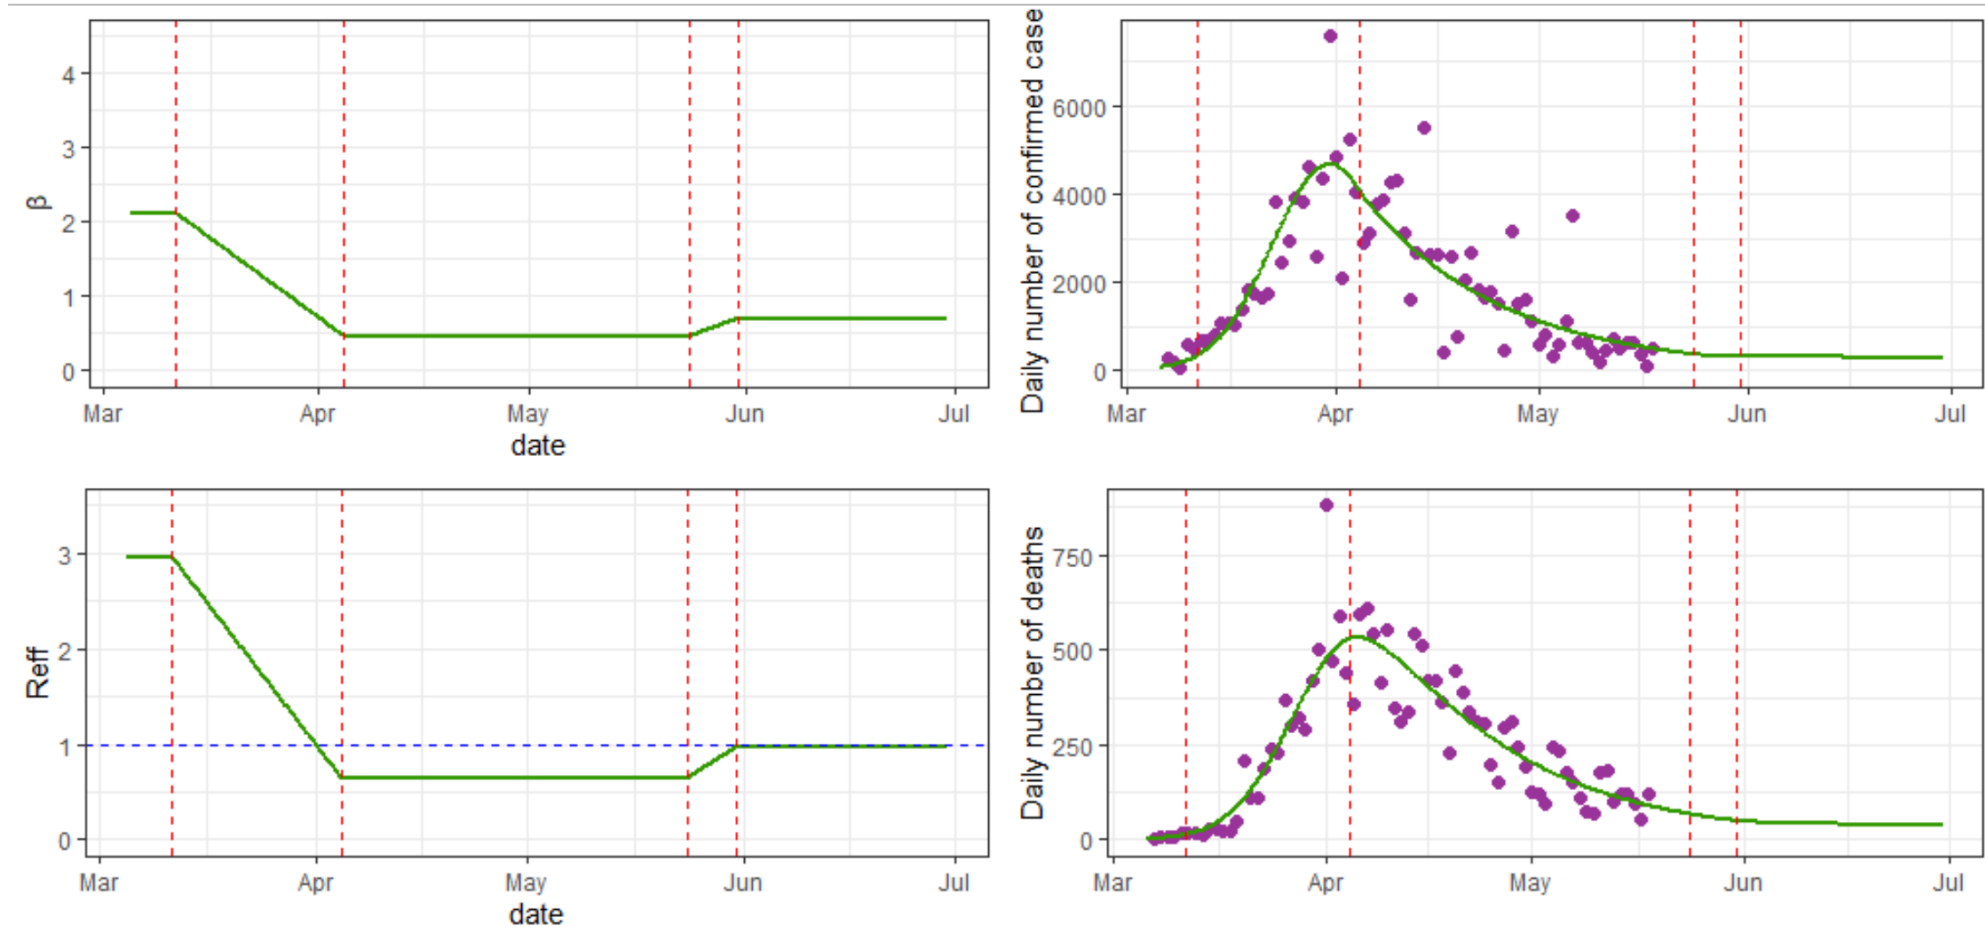 4
3
2
1
0
β
Mar Apr May Jun Jul
date
Daily number of confirmed case
6000
4000
2000
0
Mar Apr May Jun Jul
3
2
1
0
Reff
Mar Apr May Jun Jul
date
Daily number of deaths
750
500
250
0
Mar Apr May Jun Jul